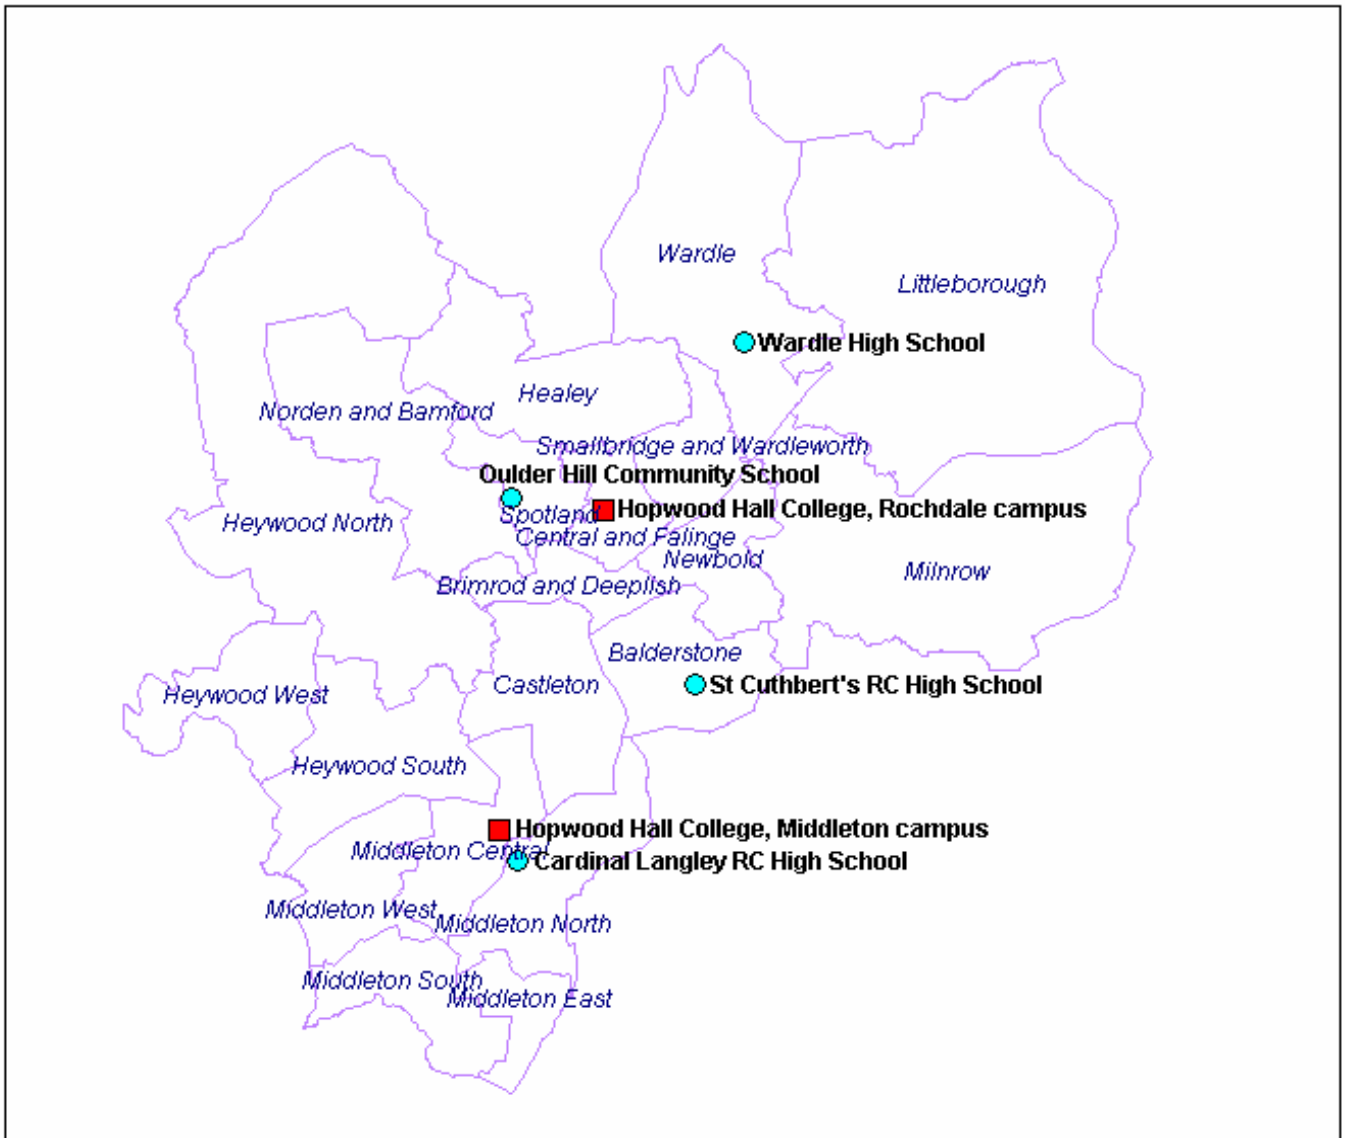 Wardle
Littleborough
Wardle High School
Healey
Norden and Bamford
Smallbridge and Wardleworth
Oulder Hill Community School
Hopwood Hall College, Rochdale campus
Spotland
Heywood North
Central and Falinge
Newbold
Milnrow
Brimrod and Deeplish
Balderstone
Castleton
St Cuthbert's RC High School
Heywood West
Heywood South
Hopwood Hall College, Middleton campus
Middleton Central
Cardinal Langley RC High School
Middleton West
Middleton North
Middleton South
Middleton East